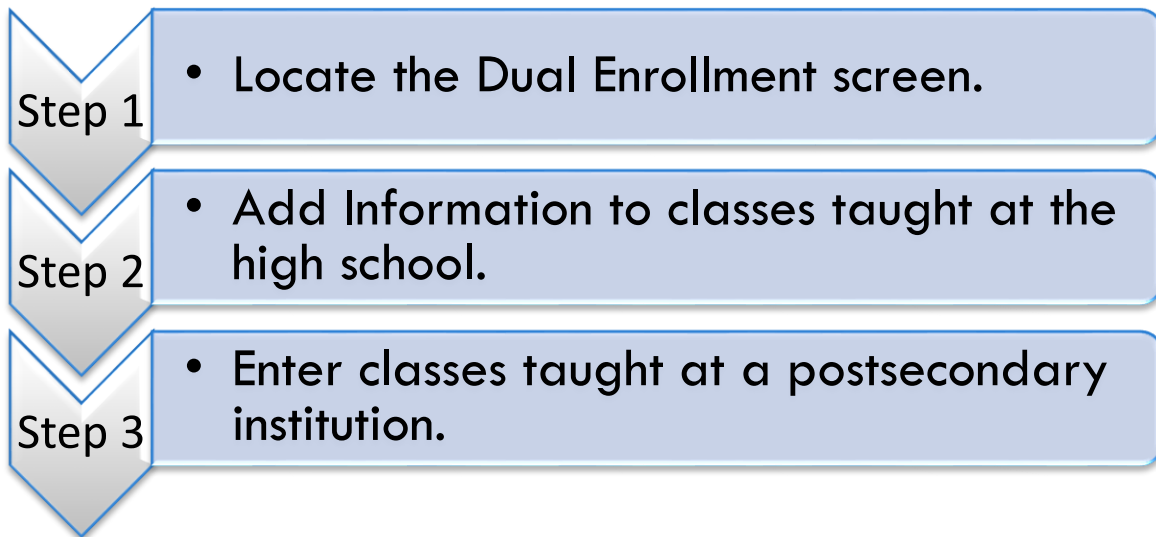 Step 1
• Locate the Dual Enrollment screen.
Step 2
• Add Information to classes taught at the
high school.
Step 3
• Enter classes taught at a postsecondary
institution.